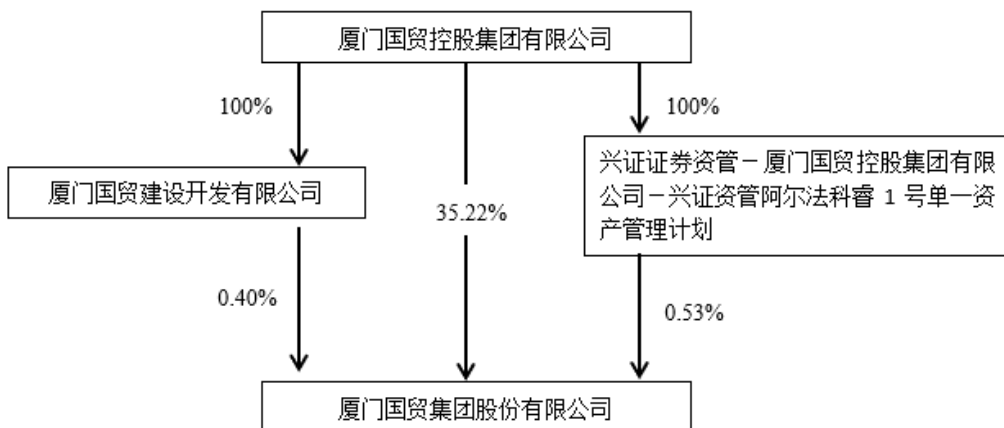 厦门国贸控股集团有限公司
100%
100%
厦门国贸建设开发有限公司
35.22%
兴证证券资管－厦门国贸控股集团有限
公司－兴证资管阿尔法科睿 1 号单一资
产管理计划
0.40%
0.53%
厦门国贸集团股份有限公司